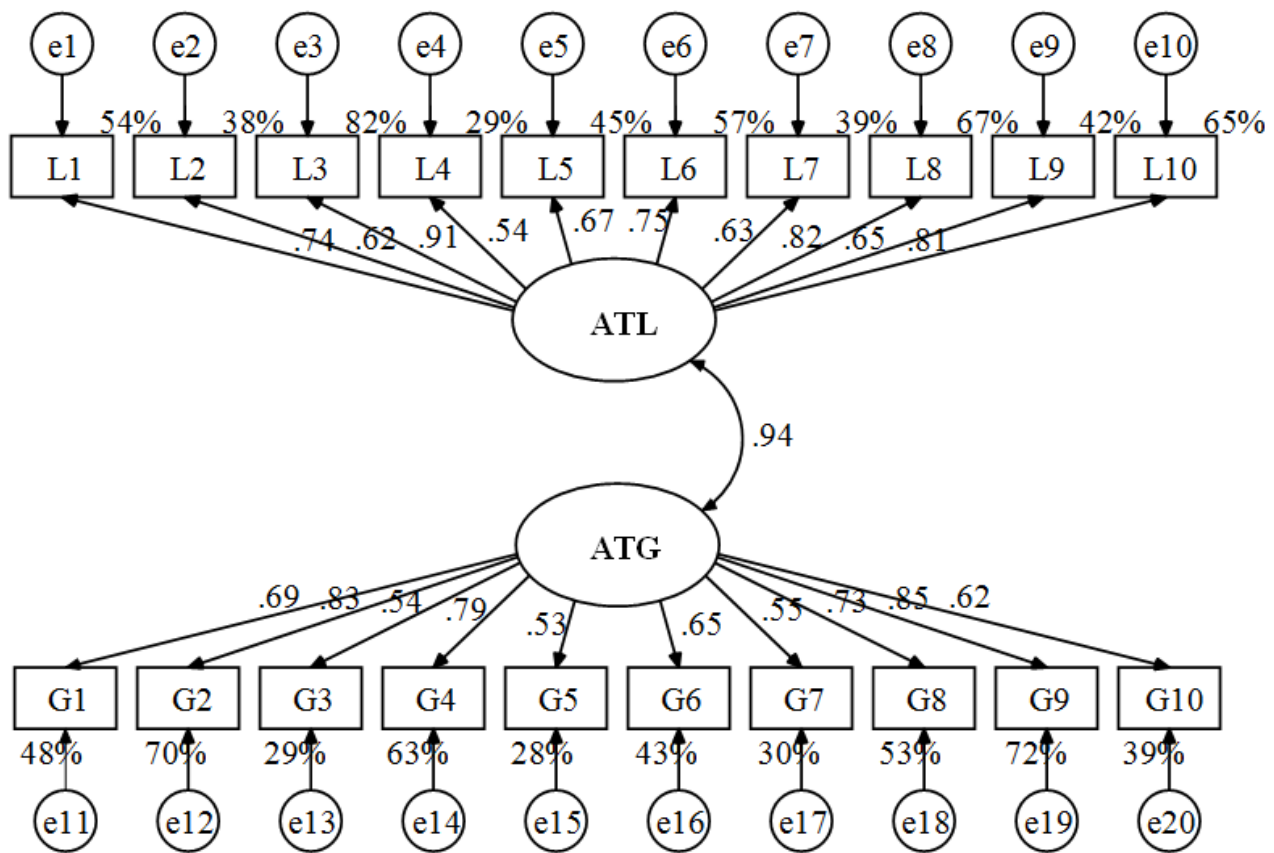 e1 e2 e3 e4 e5 e6 e7 e8 e9 e10
54% 38% 82% 29% 45% 57% 39% 67% 42% 65%
L1 L2 L3 L4 L5 L6 L7 L8 L9 L10
.74 .62 .91 .54 .67 .75 .63 .82 .65 .81
ATL
.94
ATG
.69 .83 .54 .79 .53 .65 .55 .73 .85 .62
G1 G2 G3 G4 G5 G6 G7 G8 G9 G10
48% 70% 29% 63% 28% 43% 30% 53% 72% 39%
e11 e12 e13 e14 e15 e16 e17 e18 e19 e20